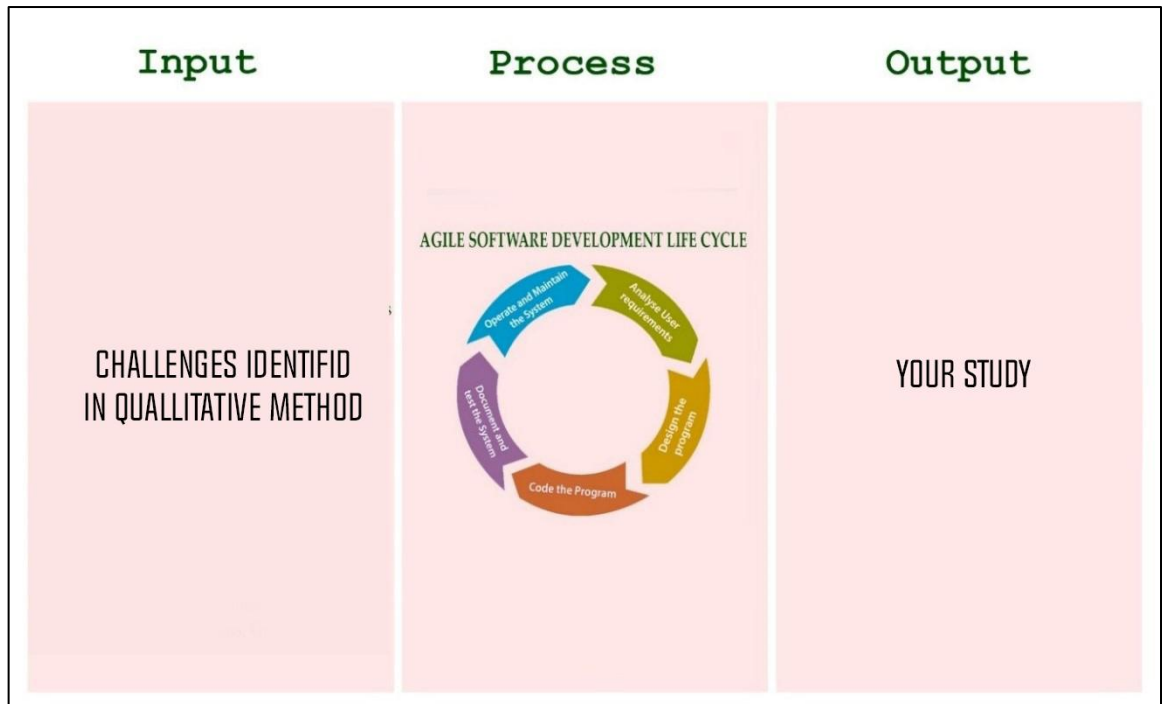 Input
Process
Output
AGILE SOFTWARE DEVELOPMENT LIFE CYCLE
Operate and Maintain
the System
Analyse User
requirements
Design the
program
Code the Program
Document and
test the System
CHALLENGES IDENTIFID
IN QUALLITATIVE METHOD
YOUR STUDY
s